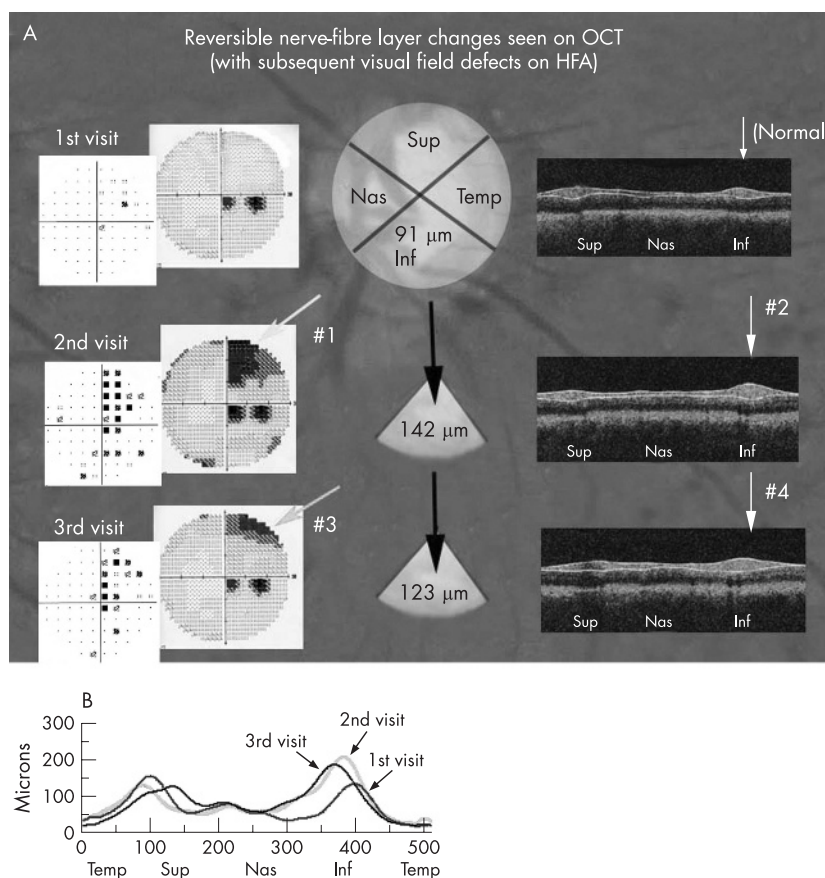 A
Reversible nerve-fibre layer changes seen on OCT
(with subsequent visual field defects on HFA)
1st visit
Sup
Nas
Temp
91 μm
Inf
(Normal
Sup Nas Inf
2nd visit
#1
142 μm
#2
Sup Nas Inf
3rd visit
#3
123 μm
#4
Sup Nas Inf
B
Microns
300
200
100
0
3rd visit
2nd visit
1st visit
0 100 200 300 400 500
Temp Sup Nas Inf Temp